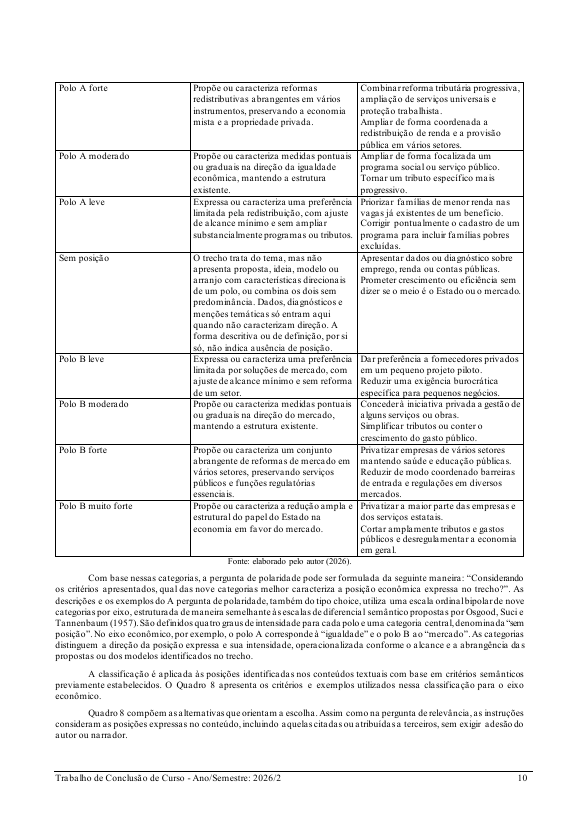 Polo A forte
Propõe ou caracteriza reformas
redistributivas abrangentes em vários
instrumentos, preservando a economia
mista e a propriedade privada.
Combinar reforma tributária progressiva,
ampliação de serviços universais e
proteção trabalhista.
Ampliar de forma coordenada a
redistribuição de renda e a provisão
pública em vários setores.
Polo A moderado
Propõe ou caracteriza medidas pontuais
ou graduais na direção da igualdade
econômica, mantendo a estrutura
existente.
Ampliar de forma focalizada um
programa social ou serviço público.
Tornar um tributo específico mais
progressivo.
Polo A leve
Expressa ou caracteriza uma preferência
limitada pela redistribuição, com ajuste
de alcance mínimo e sem ampliar
substancialmente programas ou tributos.
Priorizar famílias de menor renda nas
vagas já existentes de um benefício.
Corrigir pontualmente o cadastro de um
programa para incluir famílias pobres
excluídas.
Sem posição
O trecho trata do tema, mas não
apresenta proposta, ideia, modelo ou
arranjo com características direcionais
de um polo, ou combina os dois sem
predominância. Dados, diagnósticos e
menções temáticas só entram aqui
quando não caracterizam direção. A
forma descritiva ou de definição, por si
só, não indica ausência de posição.
Apresentar dados ou diagnóstico sobre
emprego, renda ou contas públicas.
Prometer crescimento ou eficiência sem
dizer se o meio é o Estado ou o mercado.
Polo B leve
Expressa ou caracteriza uma preferência
limitada por soluções de mercado, com
ajuste de alcance mínimo e sem reforma
de um setor.
Dar preferência a fornecedores privados
em um pequeno projeto piloto.
Reduzir uma exigência burocrática
específica para pequenos negócios.
Polo B moderado
Propõe ou caracteriza medidas pontuais
ou graduais na direção do mercado,
mantendo a estrutura existente.
Conceder à iniciativa privada a gestão de
alguns serviços ou obras.
Simplificar tributos ou conter o
crescimento do gasto público.
Polo B forte
Propõe ou caracteriza um conjunto
abrangente de reformas de mercado em
vários setores, preservando serviços
públicos e funções regulatórias
essenciais.
Privatizar empresas de vários setores
mantendo saúde e educação públicas.
Reduzir de modo coordenado barreiras
de entrada e regulações em diversos
mercados.
Polo B muito forte
Propõe ou caracteriza a redução ampla e
estrutural do papel do Estado na
economia em favor do mercado.
Privatizar a maior parte das empresas e
dos serviços estatais.
Cortar amplamente tributos e gastos
públicos e desregulamentar a economia
em geral.
Fonte: elaborado pelo autor (2026).
Com base nessas categorias, a pergunta de polaridade pode ser formulada da seguinte maneira: “Considerando
os critérios apresentados, qual das nove categorias melhor caracteriza a posição econômica expressa no trecho?”. As
descrições e os exemplos do A pergunta de polaridade, também do tipo choice, utiliza uma escala ordinal bipolar de nove
categorias por eixo, estruturada de maneira semelhante às escalas de diferencial semântico propostas por Osgood, Suci e
Tannenbaum (1957). São definidos quatro graus de intensidade para cada polo e uma categoria central, denominada “sem
posição”. No eixo econômico, por exemplo, o polo A corresponde à “igualdade” e o polo B ao “mercado”. As categorias
distinguem a direção da posição expressa e sua intensidade, operacionalizada conforme o alcance e a abrangência das
propostas ou dos modelos identificados no trecho.
A classificação é aplicada às posições identificadas nos conteúdos textuais com base em critérios semânticos
previamente estabelecidos. O Quadro 8 apresenta os critérios e exemplos utilizados nessa classificação para o eixo
econômico.
Quadro 8 compõem as alternativas que orientam a escolha. Assim como na pergunta de relevância, as instruções
consideram as posições expressas no conteúdo, incluindo aquelas citadas ou atribuídas a terceiros, sem exigir adesão do
autor ou narrador.
Trabalho de Conclusão de Curso - Ano/Semestre: 2026/2
10